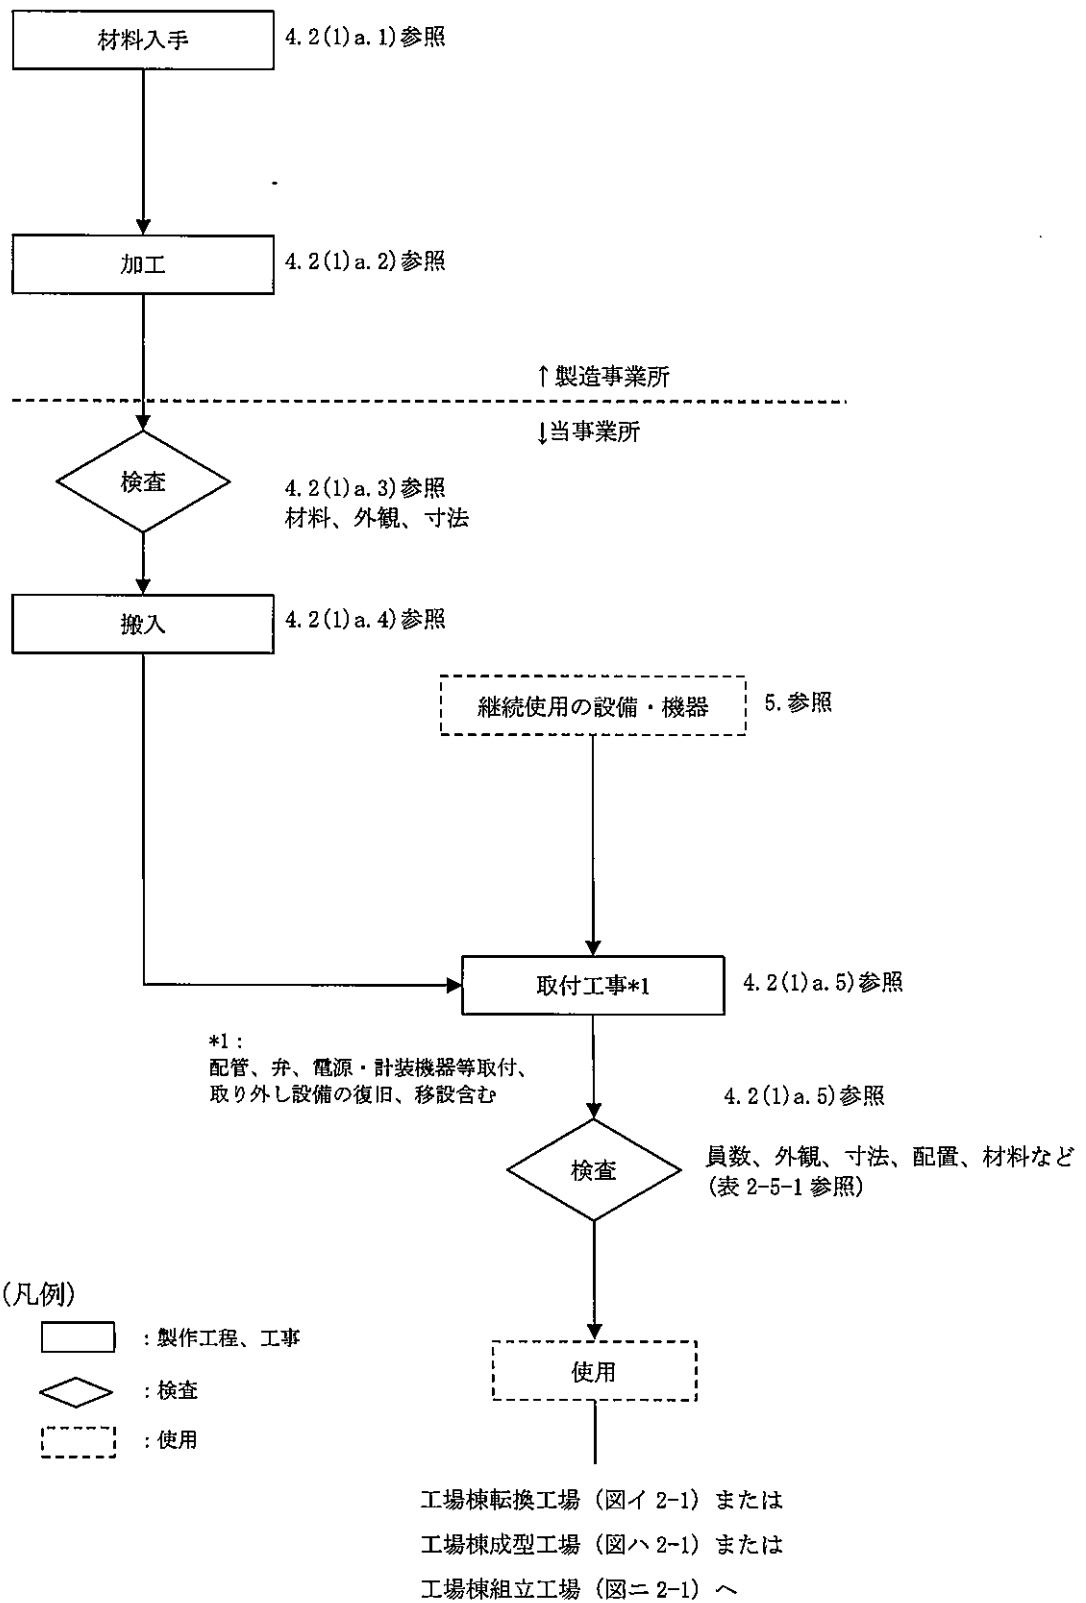 材料入手
4.2(1)a.1)参照
加工
4.2(1)a.2)参照
↑製造事業所
↓当事業所
検査
4.2(1)a.3)参照
材料、外観、寸法
搬入
4.2(1)a.4)参照
継続使用の設備・機器
5.参照
取付工事*1
4.2(1)a.5)参照
*1：
配管、弁、電源・計装機器等取付、
取り外し設備の復旧、移設含む
4.2(1)a.5)参照
検査
員数、外観、寸法、配置、材料など
(表 2-5-1 参照)
使用
(凡例)
：製作工程、工事
：検査
：使用
工場棟転換工場（図イ 2-1）または
工場棟成型工場（図ハ 2-1）または
工場棟組立工場（図ニ 2-1）へ